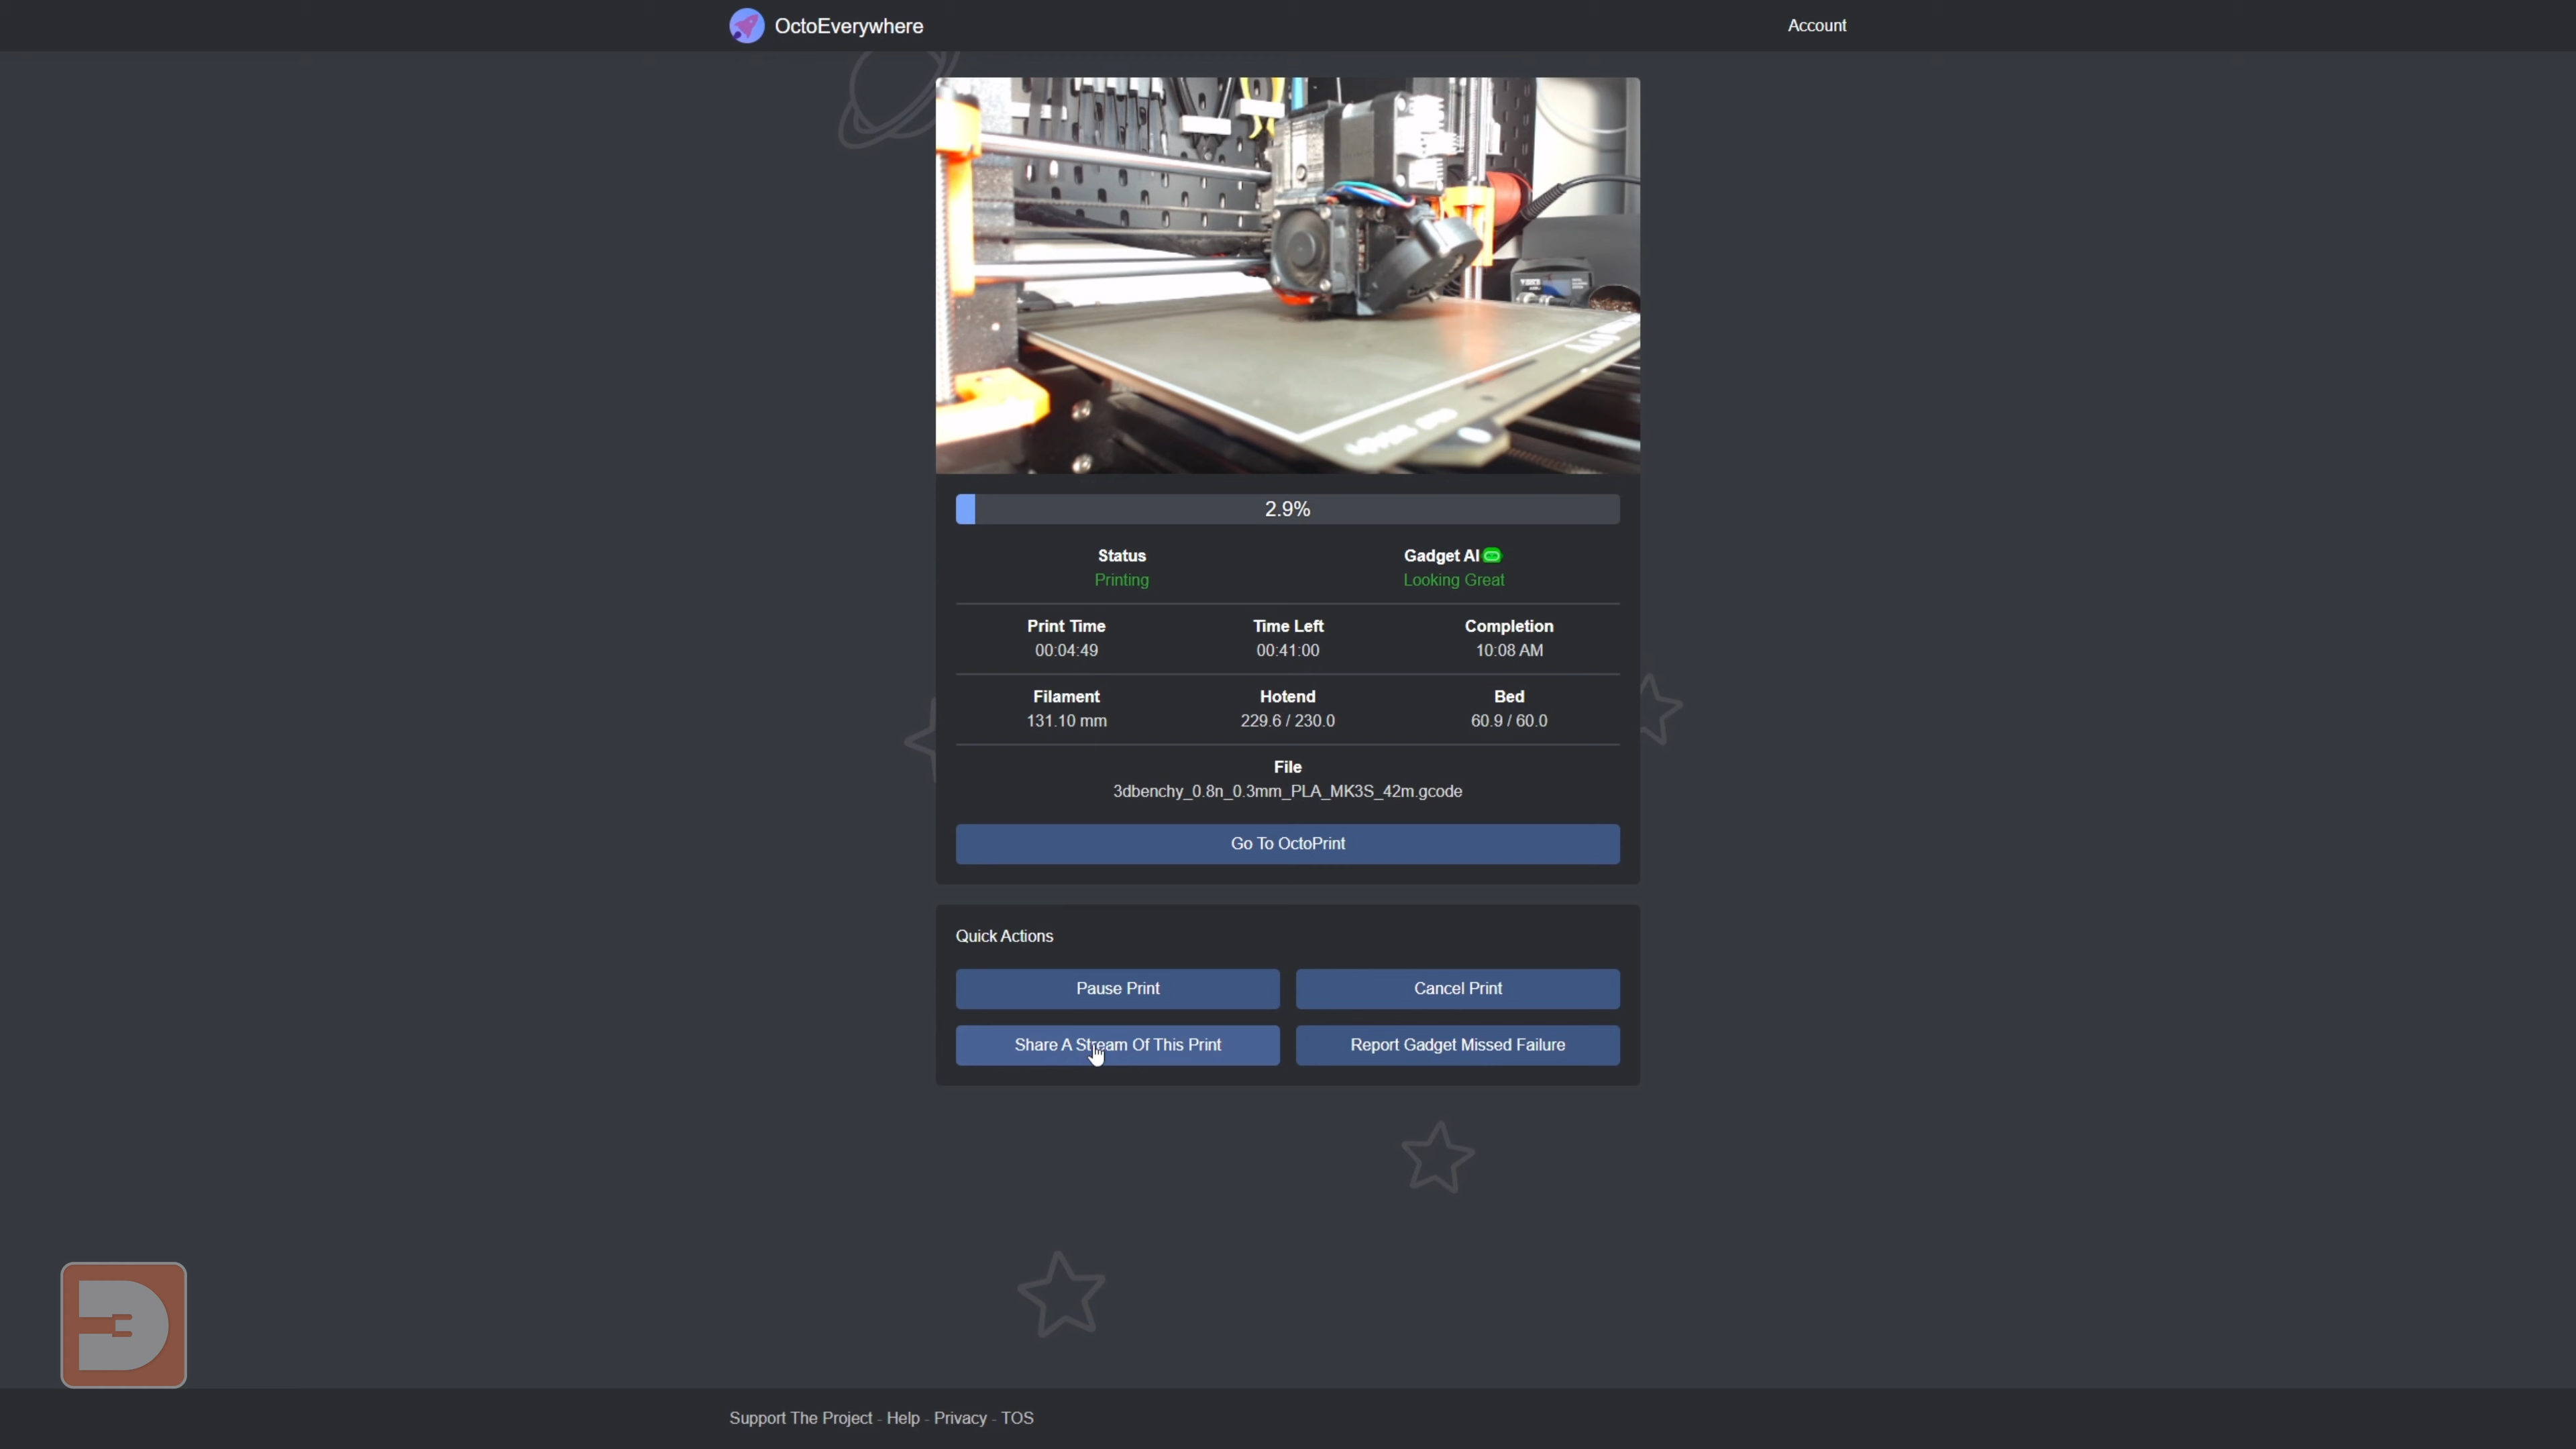 OctoEverywhere
Account
2.9%
Status
Gadget AI
Printing
Looking Great
Print Time
Time Left
Completion
00:04:49
00:41:00
10:08 AM
Filament
Hotend
Bed
131.10 mm
229.6 / 230.0
60.9 / 60.0
File
3dbenchy_0.8n_0.3mm_PLA_MK3S_42m.gcode
Go To OctoPrint
Quick Actions
Pause Print
Cancel Print
Share A Stream Of This Print
Report Gadget Missed Failure
Support The Project - Help - Privacy - TOS